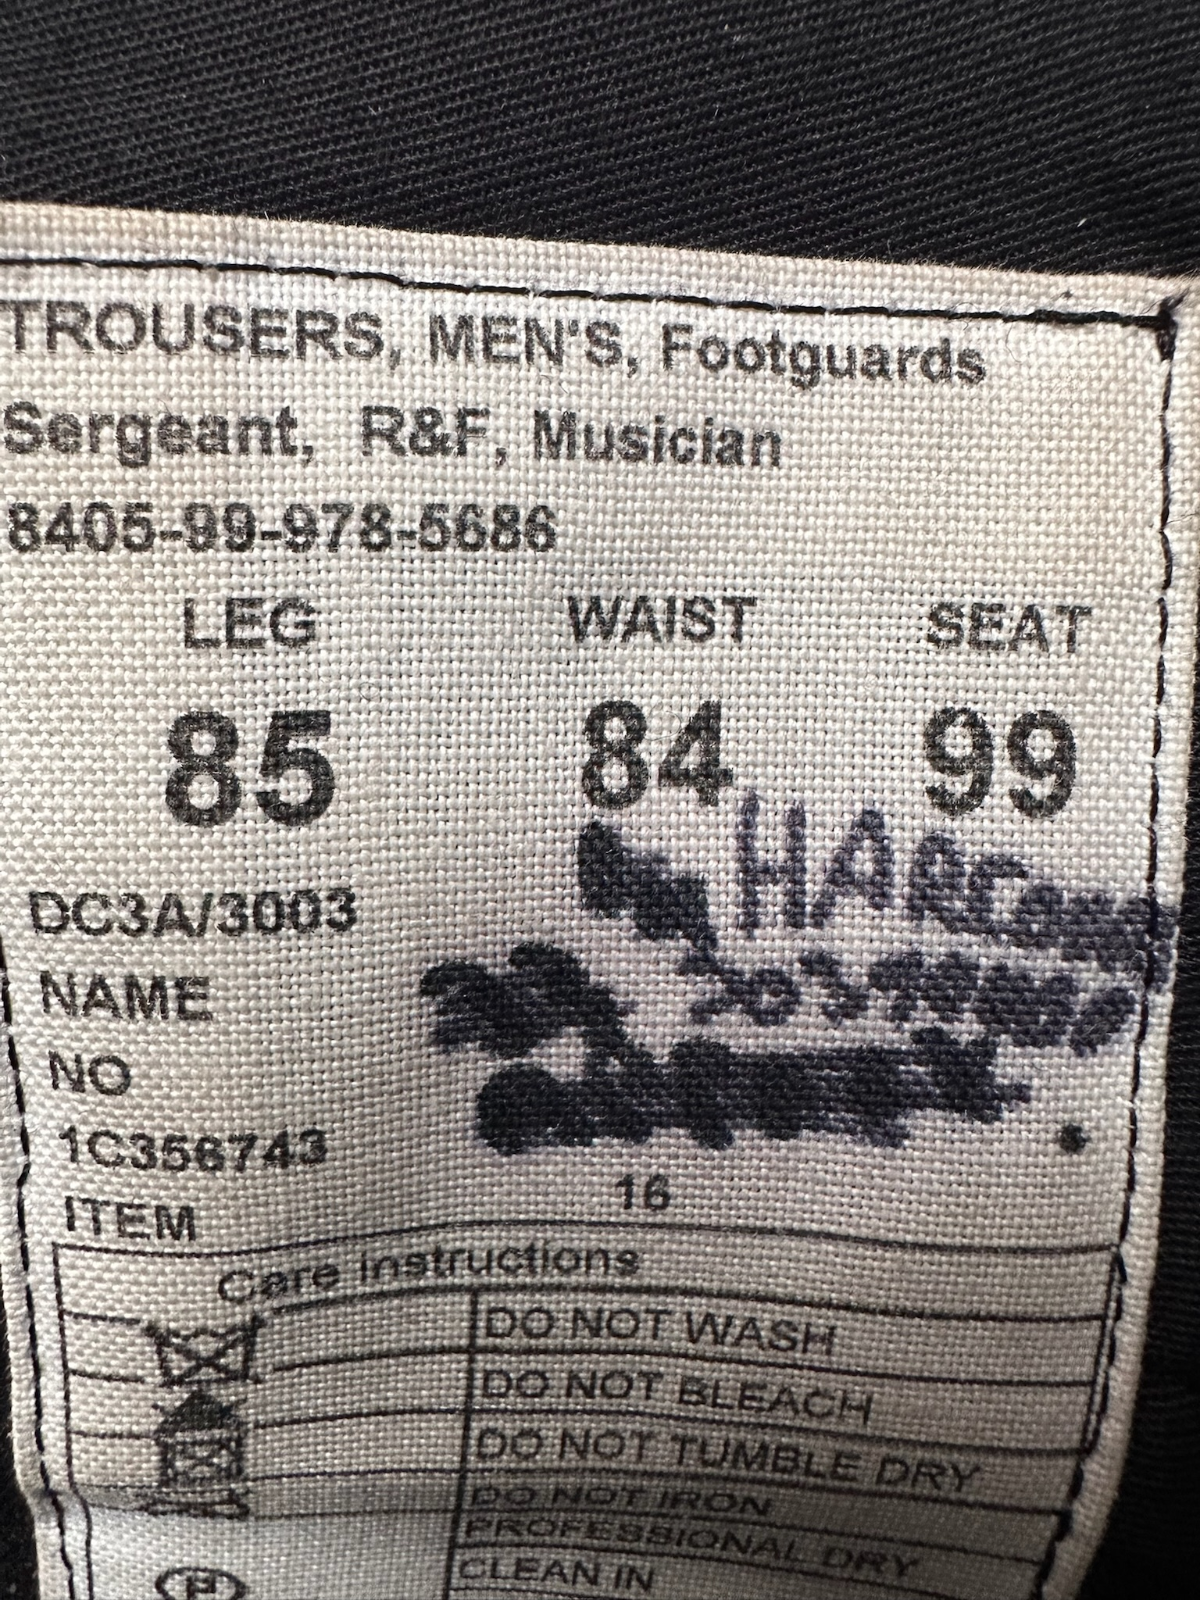 TROUSERS, MEN'S, Footguards
Sergeant, R&F, Musician
8405-99-978-5686
LEG WAIST SEAT
85 84 99
DC3A/3003
NAME
NO
1C356743
ITEM 16
Care instructions
DO NOT WASH
DO NOT BLEACH
DO NOT TUMBLE DRY
DO NOT IRON
PROFESSIONAL DRY
CLEAN IN
P